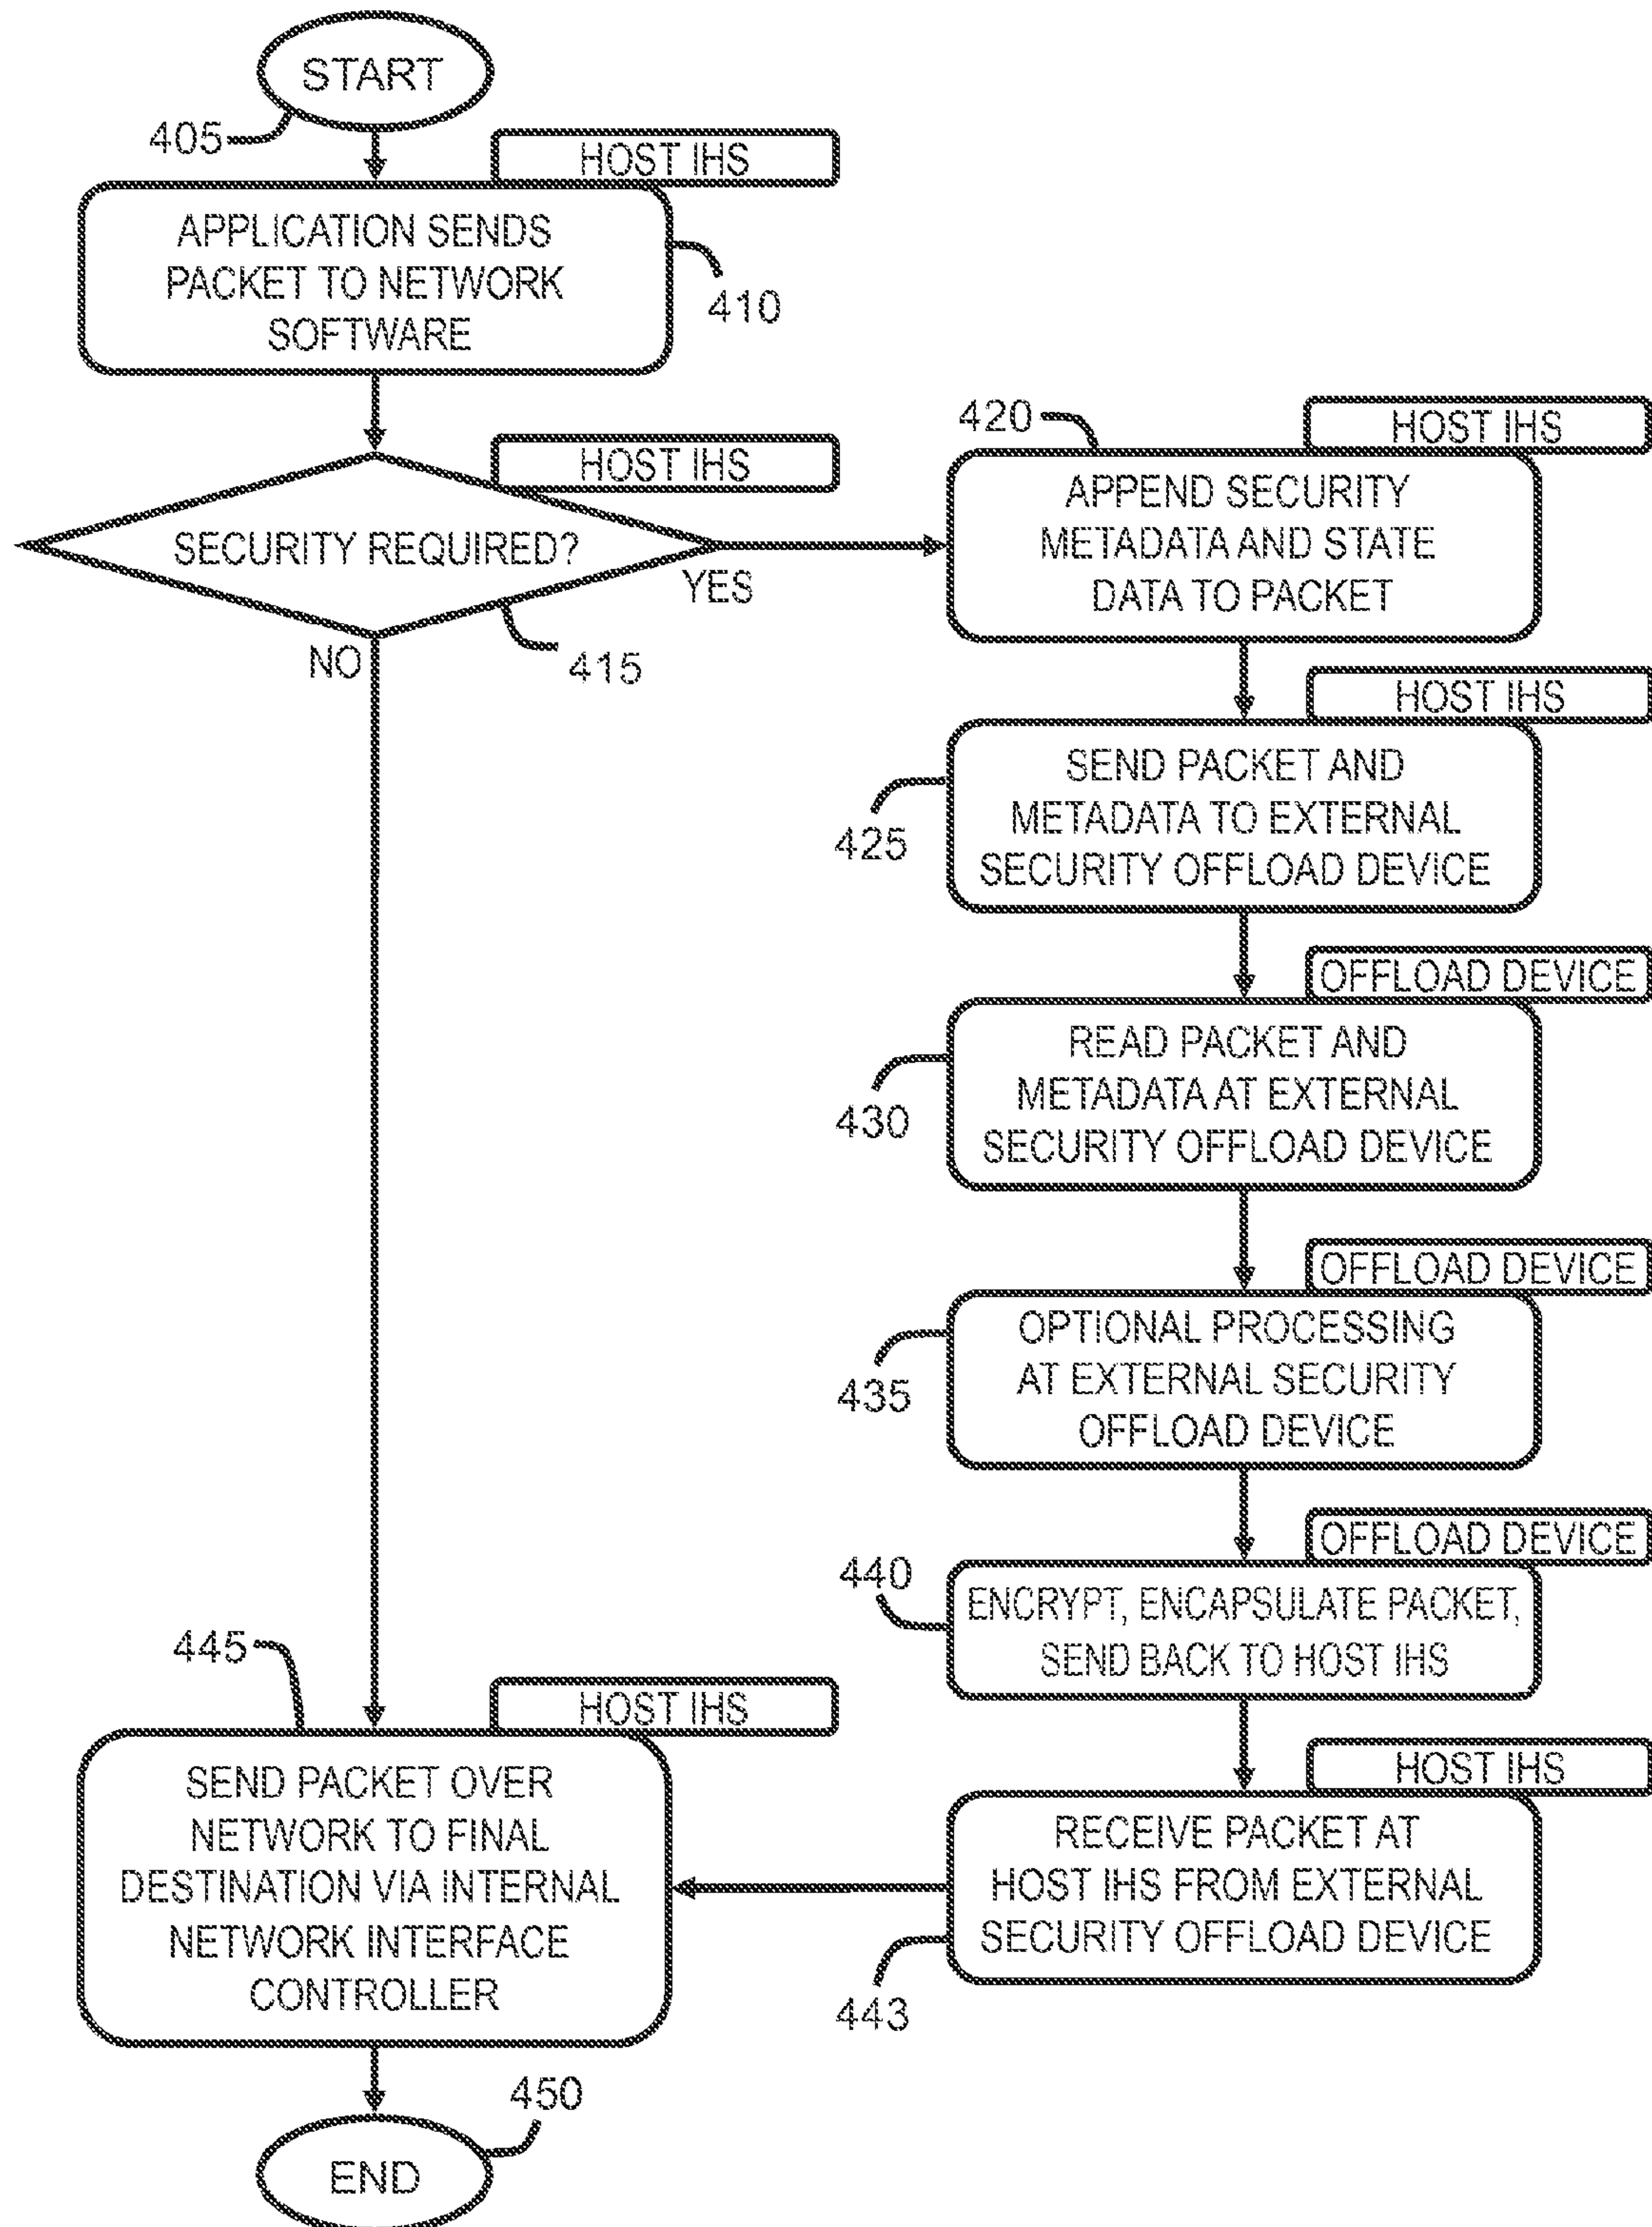 START
405
HOST IHS
APPLICATION SENDS
PACKET TO NETWORK
SOFTWARE
410
HOST IHS
SECURITY REQUIRED?
YES
NO
415
420
HOST IHS
APPEND SECURITY
METADATA AND STATE
DATA TO PACKET
HOST IHS
SEND PACKET AND
METADATA TO EXTERNAL
SECURITY OFFLOAD DEVICE
425
OFFLOAD DEVICE
READ PACKET AND
METADATA AT EXTERNAL
SECURITY OFFLOAD DEVICE
430
OFFLOAD DEVICE
OPTIONAL PROCESSING
AT EXTERNAL SECURITY
OFFLOAD DEVICE
435
OFFLOAD DEVICE
440
ENCRYPT, ENCAPSULATE PACKET,
SEND BACK TO HOST IHS
HOST IHS
RECEIVE PACKET AT
HOST IHS FROM EXTERNAL
SECURITY OFFLOAD DEVICE
443
445
HOST IHS
SEND PACKET OVER
NETWORK TO FINAL
DESTINATION VIA INTERNAL
NETWORK INTERFACE
CONTROLLER
450
END